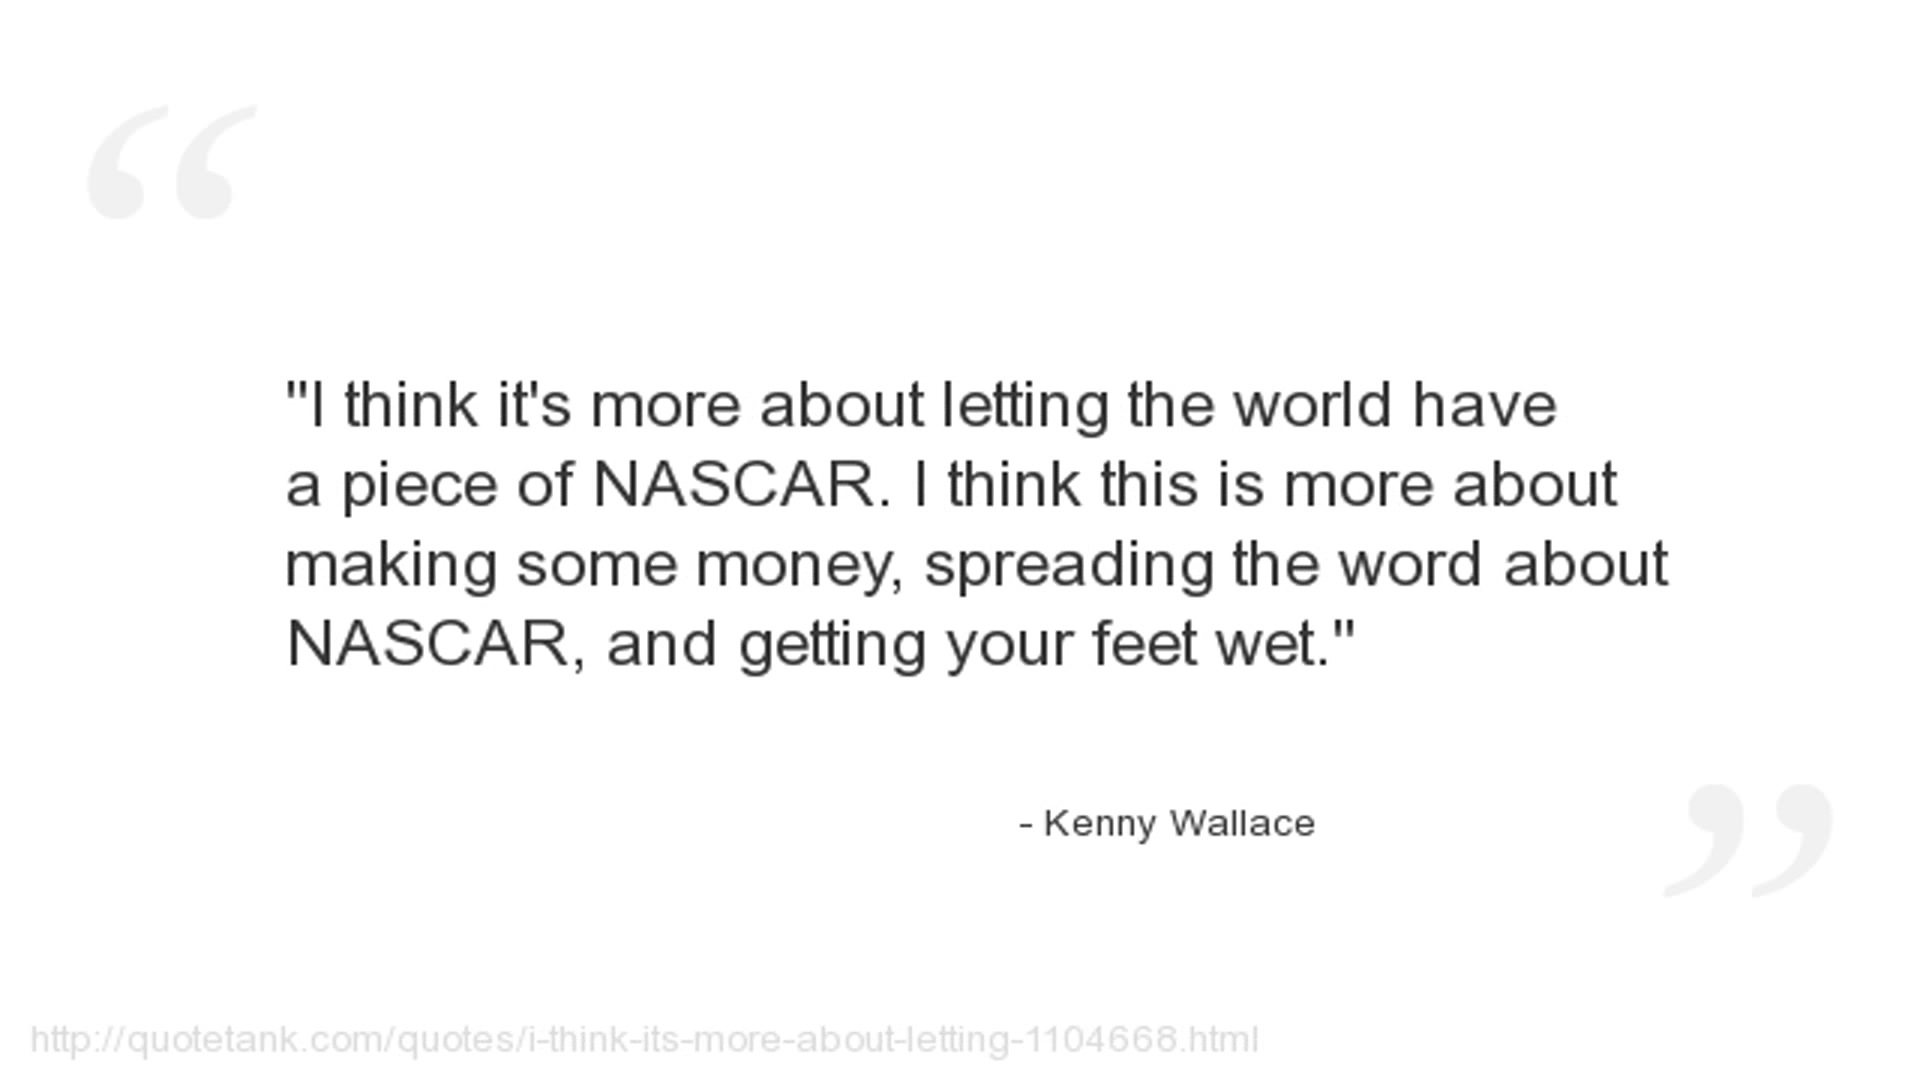 "I think it's more about letting the world have
a piece of NASCAR. I think this is more about
making some money, spreading the word about
NASCAR, and getting your feet wet."
- Kenny Wallace
http://quotetank.com/quotes/i-think-its-more-about-letting-1104668.html